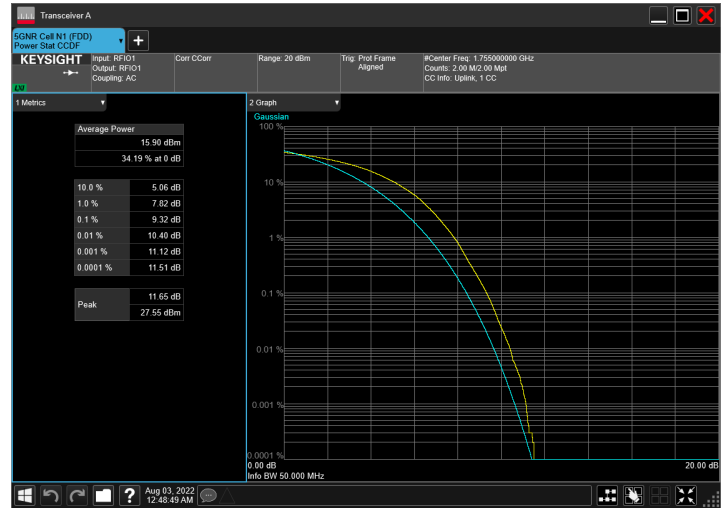 Transceiver A
5GNR Cell N1 (FDD)
Power Stat CCDF
KEYSIGHT
Input: RFIO1
Output: RFIO1
Coupling: AC
Corr CCorr
Range: 20 dBm
Trig: Prot Frame
Aligned
#Center Freq: 1.755000000 GHz
Counts: 2.00 M/2.00 Mpt
CC Info: Uplink, 1 CC
LXI
1 Metrics
Average Power
15.90 dBm
34.19 % at 0 dB
10.0 % 5.06 dB
1.0 % 7.82 dB
0.1 % 9.32 dB
0.01 % 10.40 dB
0.001 % 11.12 dB
0.0001 % 11.51 dB
Peak
11.65 dB
27.55 dBm
2 Graph
Gaussian
100 %
10 %
1 %
0.1 %
0.01 %
0.001 %
0.0001 %
0.00 dB 20.00 dB
Info BW 50.000 MHz
Aug 03, 2022
12:48:49 AM